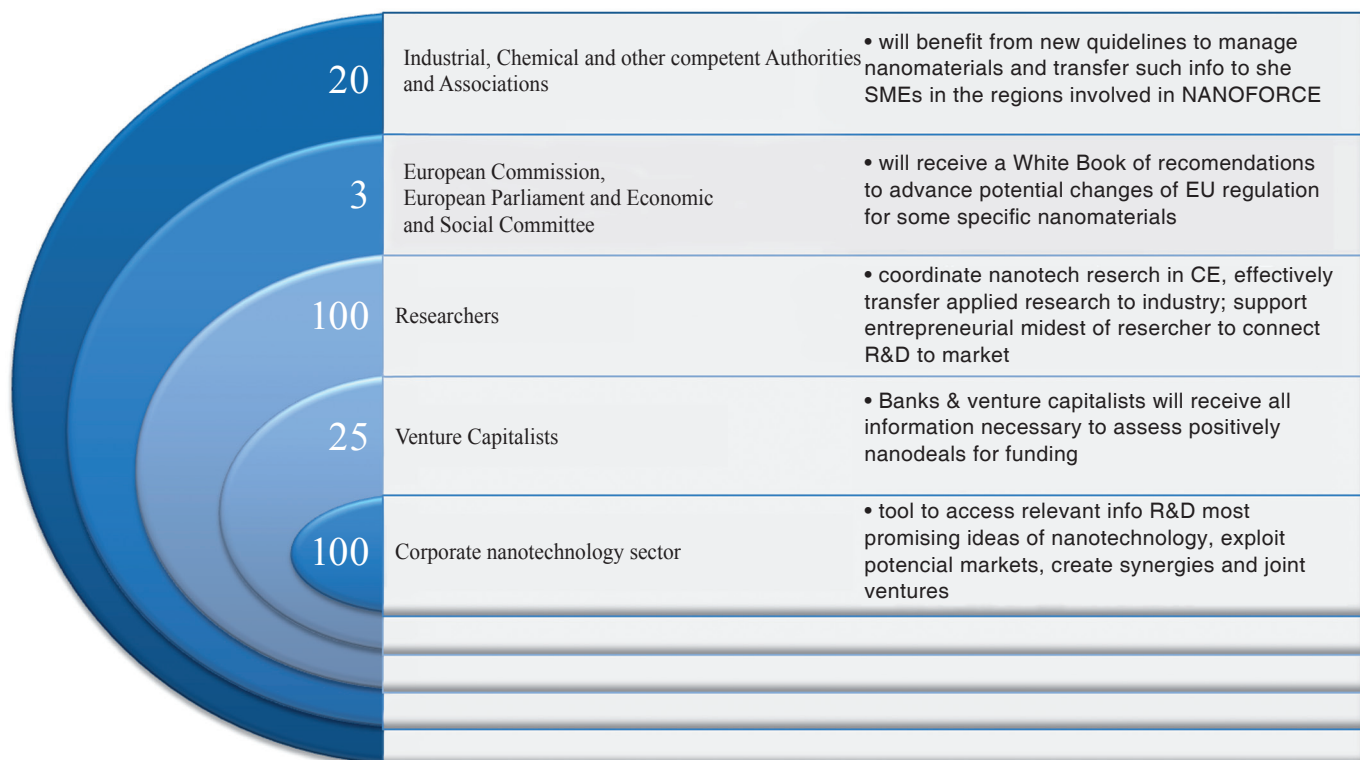 20
Industrial, Chemical and other competent Authorities
and Associations
• will benefit from new quidelines to manage
nanomaterials and transfer such info to she
SMEs in the regions involved in NANOFORCE
3
European Commission,
European Parliament and Economic
and Social Committee
• will receive a White Book of recomendations
to advance potential changes of EU regulation
for some specific nanomaterials
100
Researchers
• coordinate nanotech reserch in CE, effectively
transfer applied research to industry; support
entrepreneurial midest of resercher to connect
R&D to market
25
Venture Capitalists
• Banks & venture capitalists will receive all
information necessary to assess positively
nanodeals for funding
100
Corporate nanotechnology sector
• tool to access relevant info R&D most
promising ideas of nanotechnology, exploit
potencial markets, create synergies and joint
ventures